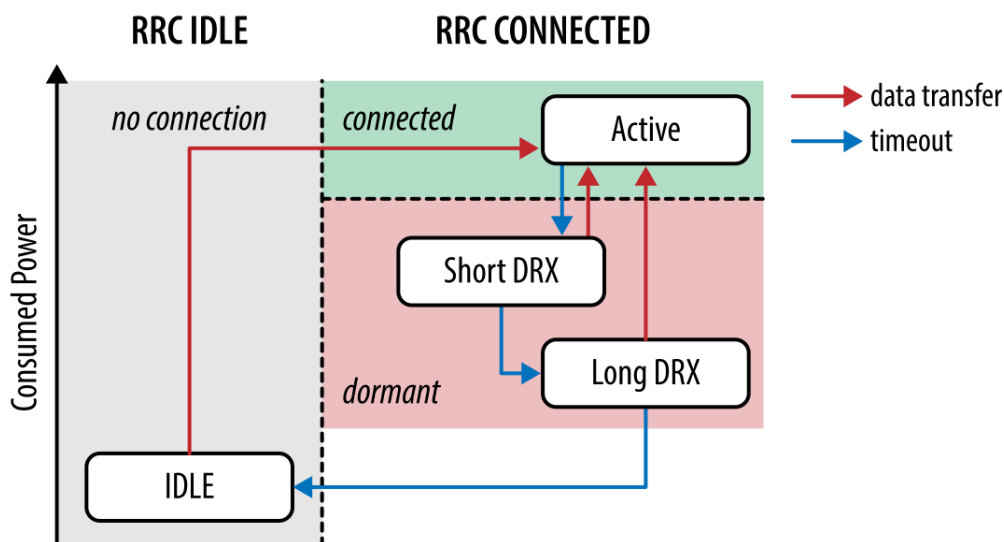 RRC IDLE
RRC CONNECTED
no connection
connected
Active
data transfer
timeout
Consumed Power
Short DRX
Long DRX
dormant
IDLE